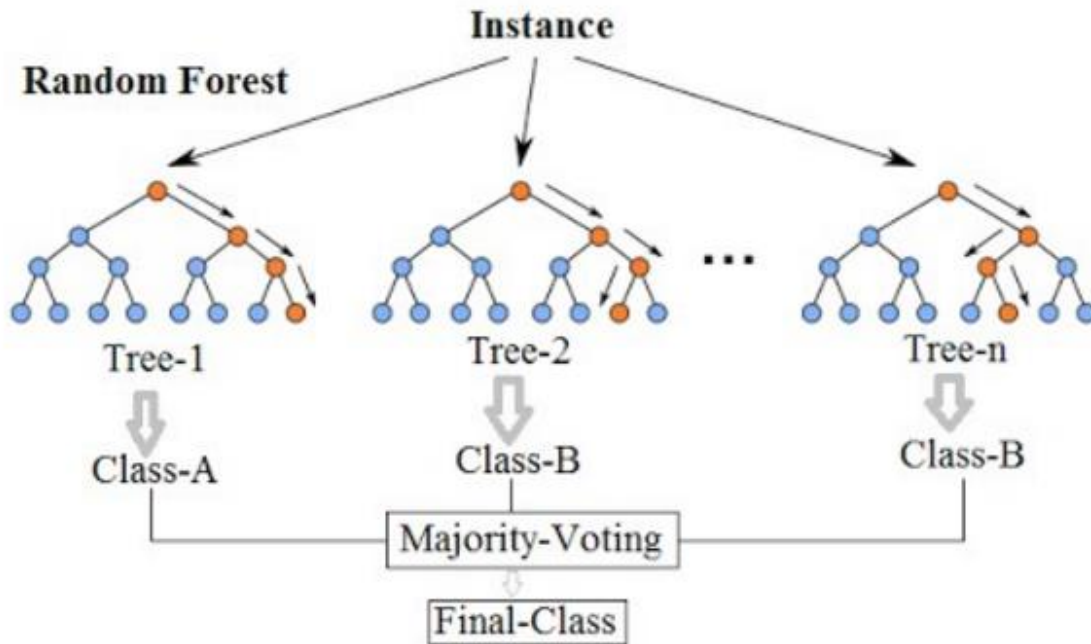 Instance
Random Forest
...
Tree-1
Tree-2
Tree-n
Class-A
Class-B
Class-B
Majority-Voting
Final-Class